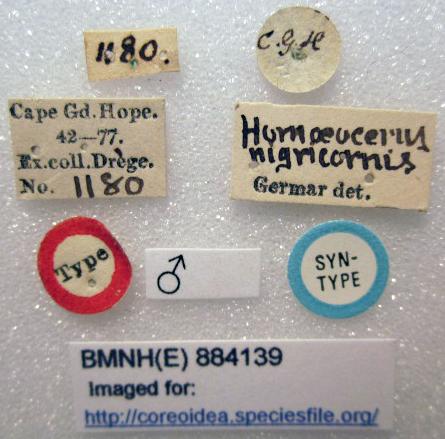 1180.
C.G.H
Cape Gd. Hope.
42—77.
Ex.coll.Drège.
No. 1180
Homœocerus
nigricornis
Germar det.
Type
♂
SYN-
TYPE
BMNH(E) 884139
Imaged for:
http://coreoidea.speciesfile.org/